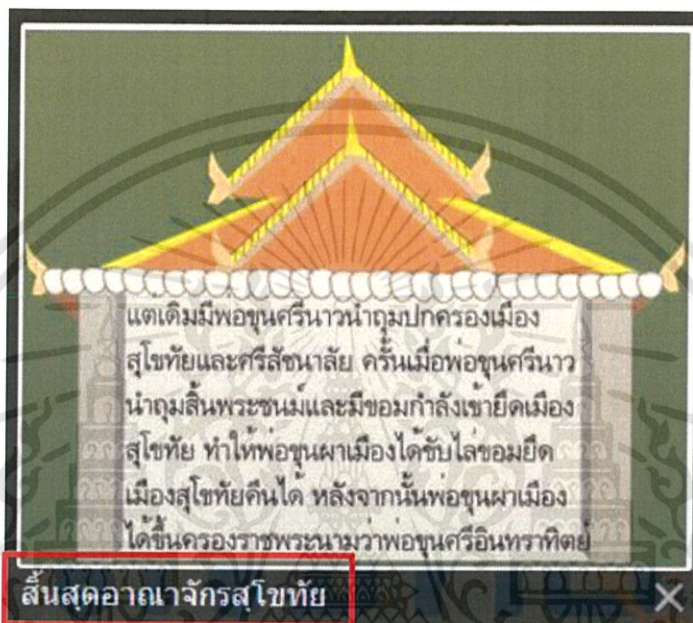 แต่เดิมมีพ่อขุนศรีนาวนำถุมปกครองเมือง
สุโขทัยและศรีสัชนาลัย ครั้นเมื่อพ่อขุนศรีนาว
นำถุมสิ้นพระชนม์และมีขอมกำลังเข้ายึดเมือง
สุโขทัย ทำให้พ่อขุนผาเมืองได้ขับไล่ขอมยึด
เมืองสุโขทัยคืนได้ หลังจากนั้นพ่อขุนผาเมือง
ได้ขึ้นครองราชพระนามว่าพ่อขุนศรีอินทราทิตย์
สิ้นสุดอาณาจักรสุโขทัย